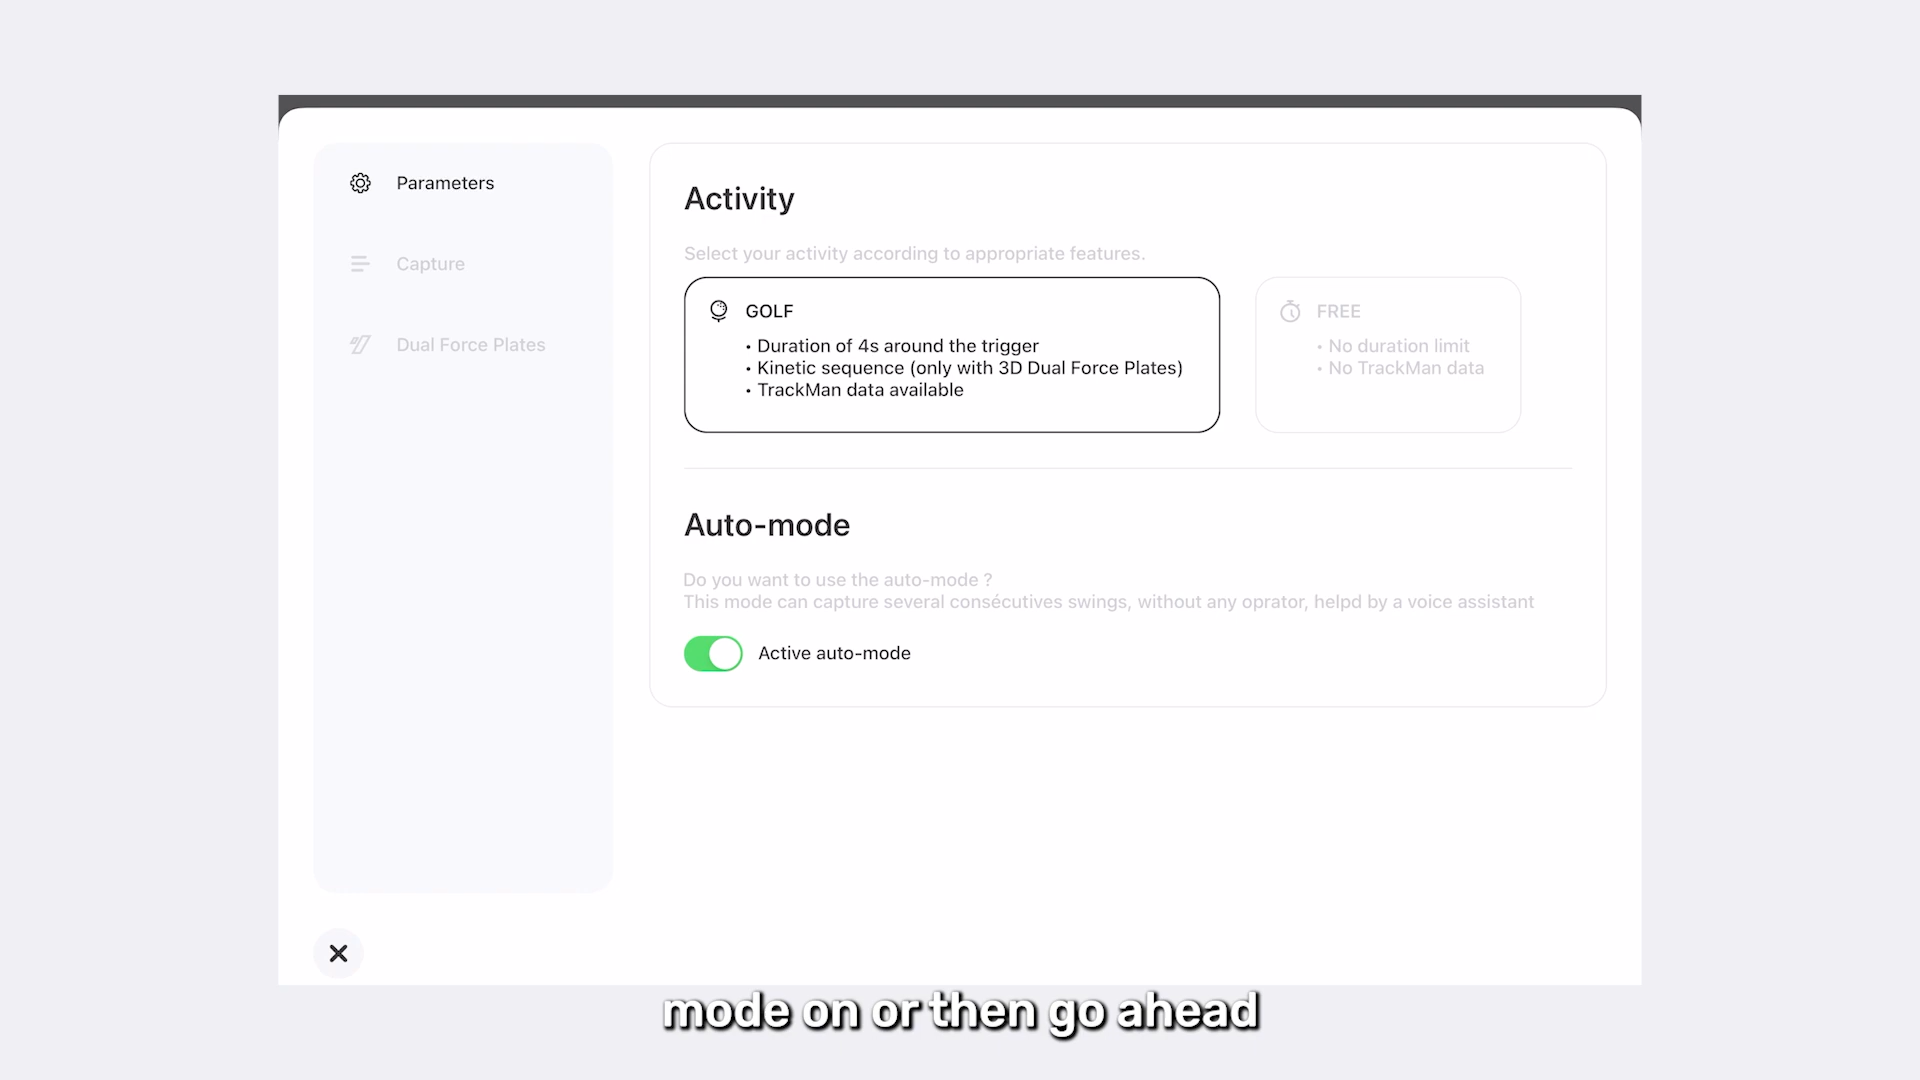 Parameters
Capture
Dual Force Plates
Activity
Select your activity according to appropriate features.
GOLF
• Duration of 4s around the trigger
• Kinetic sequence (only with 3D Dual Force Plates)
• TrackMan data available
FREE
• No duration limit
• No TrackMan data
Auto-mode
Do you want to use the auto-mode ?
This mode can capture several consécutives swings, without any oprator, helpd by a voice assistant
Active auto-mode
mode on or then go ahead